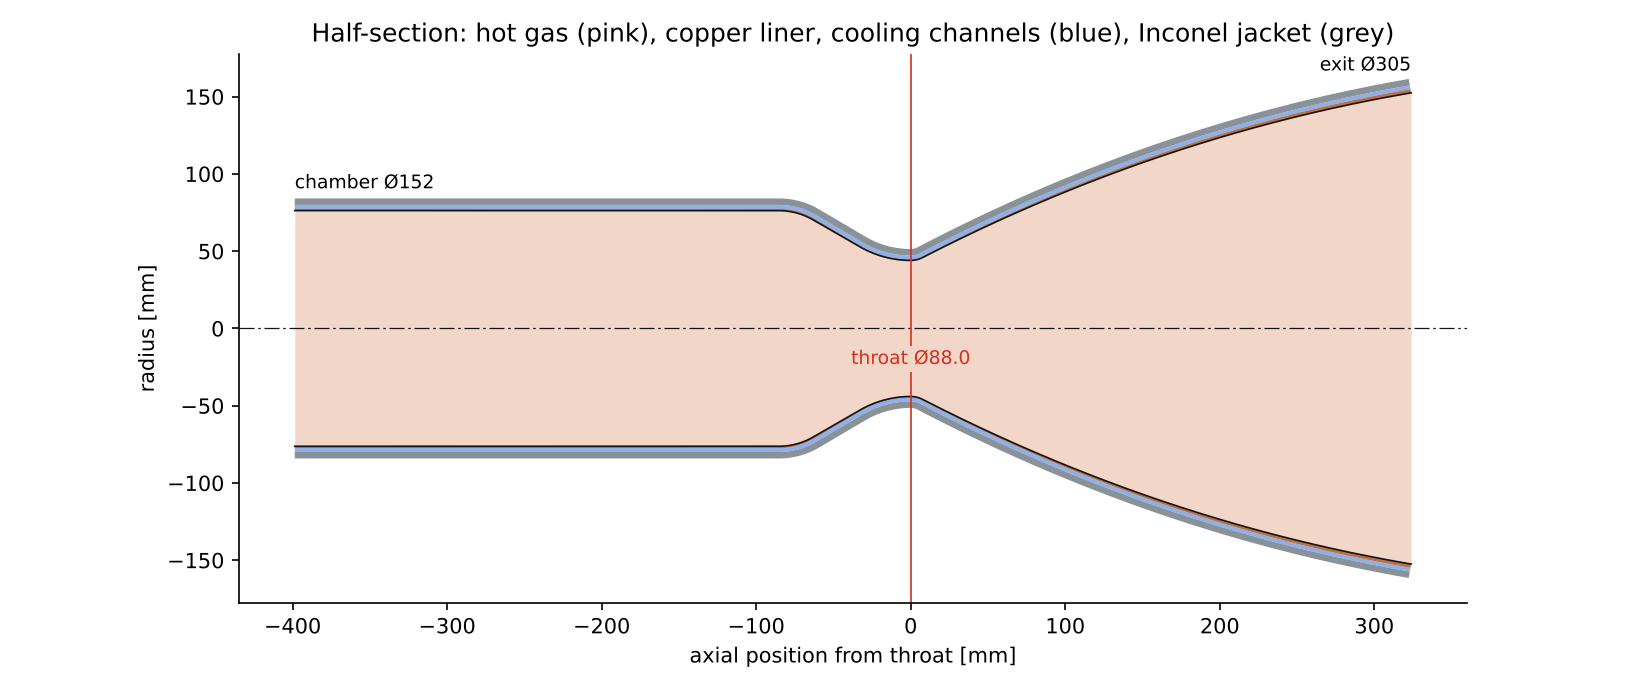 Half-section: hot gas (pink), copper liner, cooling channels (blue), Inconel jacket (grey)
exit Ø305
chamber Ø152
throat Ø88.0
radius [mm]
150
100
50
0
−50
−100
−150
−400
−300
−200
−100
0
100
200
300
axial position from throat [mm]